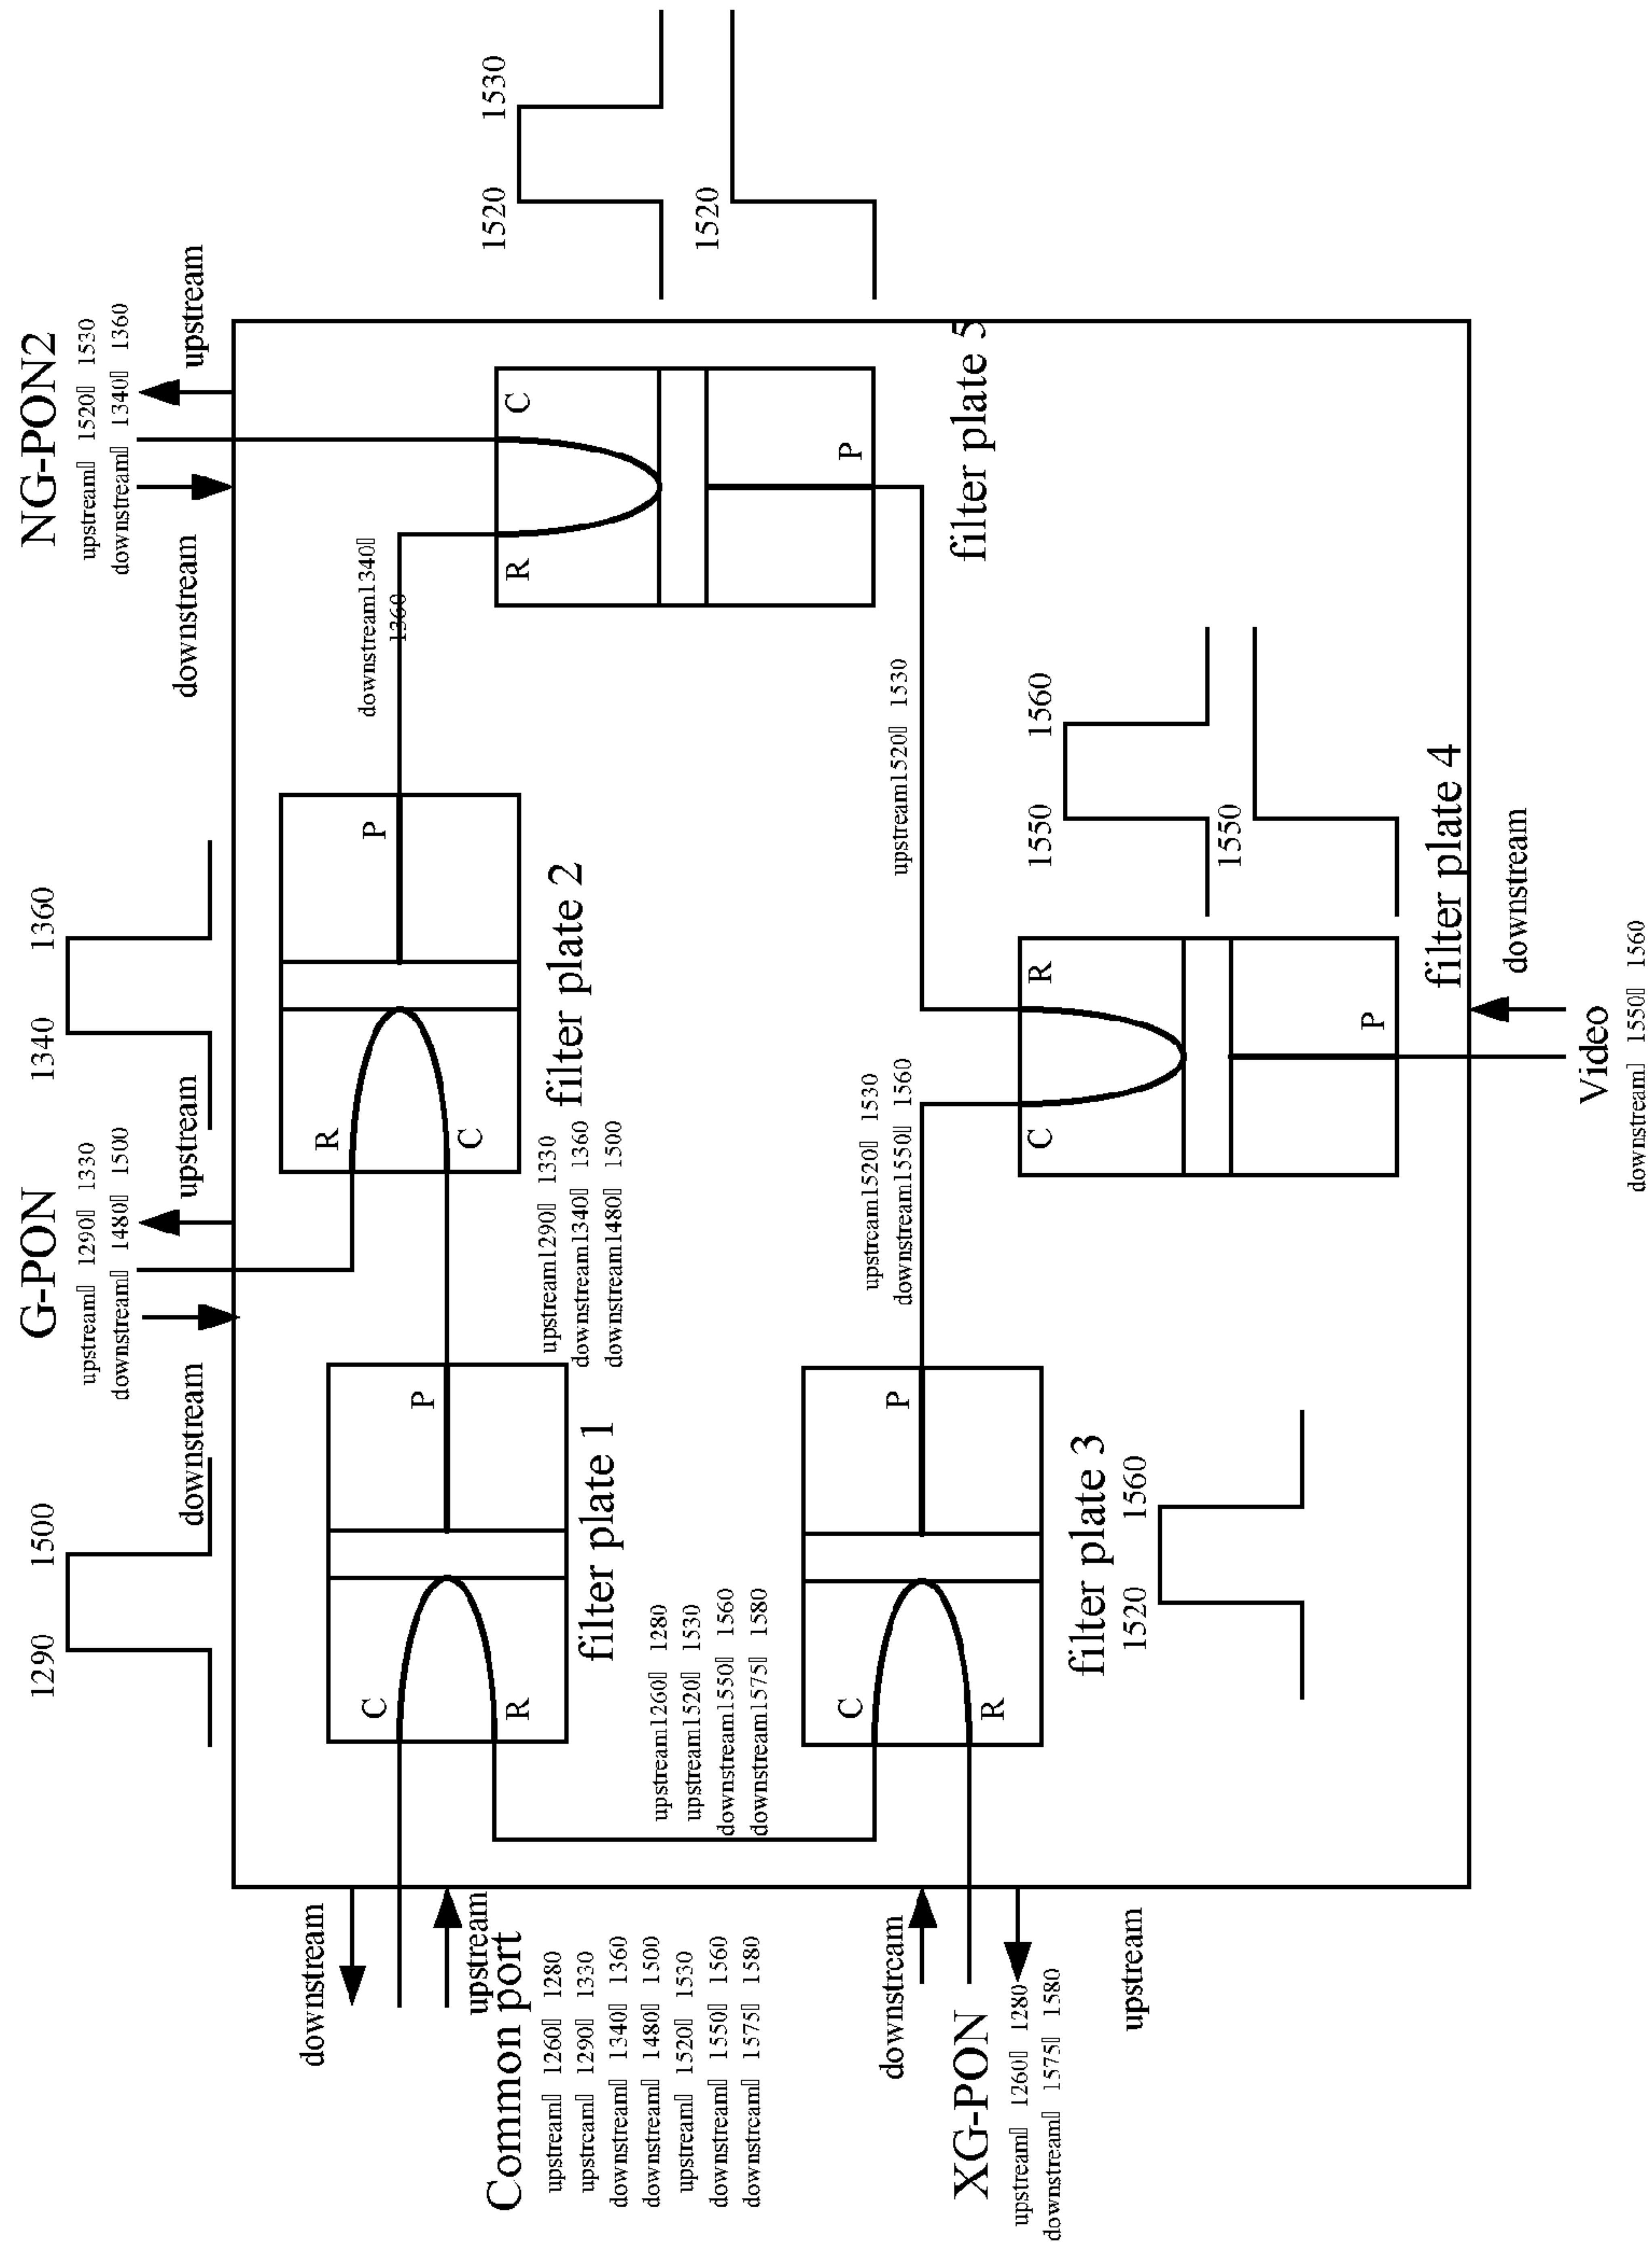 1290 1500
G-PON
upstream□ 1290□ 1330
downstream□ 1480□ 1500
downstream
upstream
1340 1360
NG-PON2
upstream□ 1520□ 1530
downstream□ 1340□ 1360
downstream
upstream
downstream
upstream
Common port
upstream□ 1260□ 1280
upstream□ 1290□ 1330
downstream□ 1340□ 1360
downstream□ 1480□ 1500
upstream□ 1520□ 1530
downstream□ 1550□ 1560
downstream□ 1575□ 1580
C
R
P
filter plate 1
R
C
P
filter plate 2
upstream1290□ 1330
downstream1340□ 1360
downstream1480□ 1500
downstream1340□
1360
R
C
P
filter plate 5
1520 1530
1520
upstream1260□ 1280
upstream1520□ 1530
downstream1550□ 1560
downstream1575□ 1580
downstream
XG-PON
upstream□ 1260□ 1280
downstream□ 1575□ 1580
upstream
C
R
P
filter plate 3
1520 1560
upstream1520□ 1530
downstream1550□ 1560
upstream1520□ 1530
C
R
P
1550 1560
1550
filter plate 4
downstream
Video
downstream□ 1550□ 1560